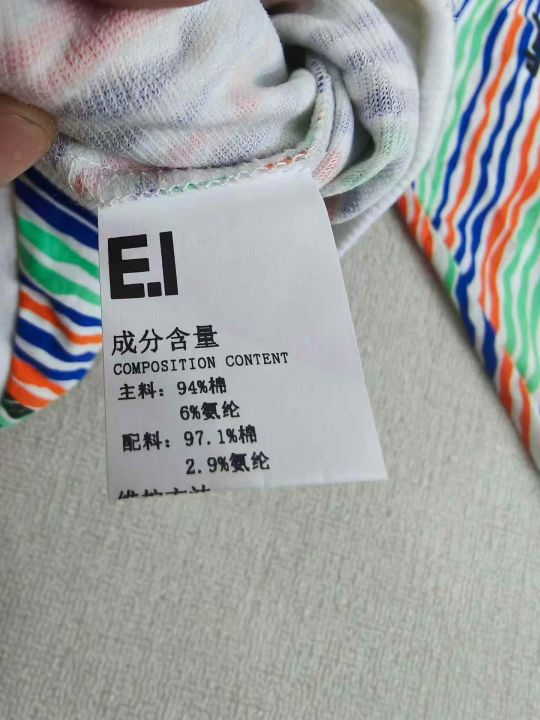 E.I
成分含量
COMPOSITION CONTENT
主料：94%棉
6%氨纶
配料：97.1%棉
2.9%氨纶